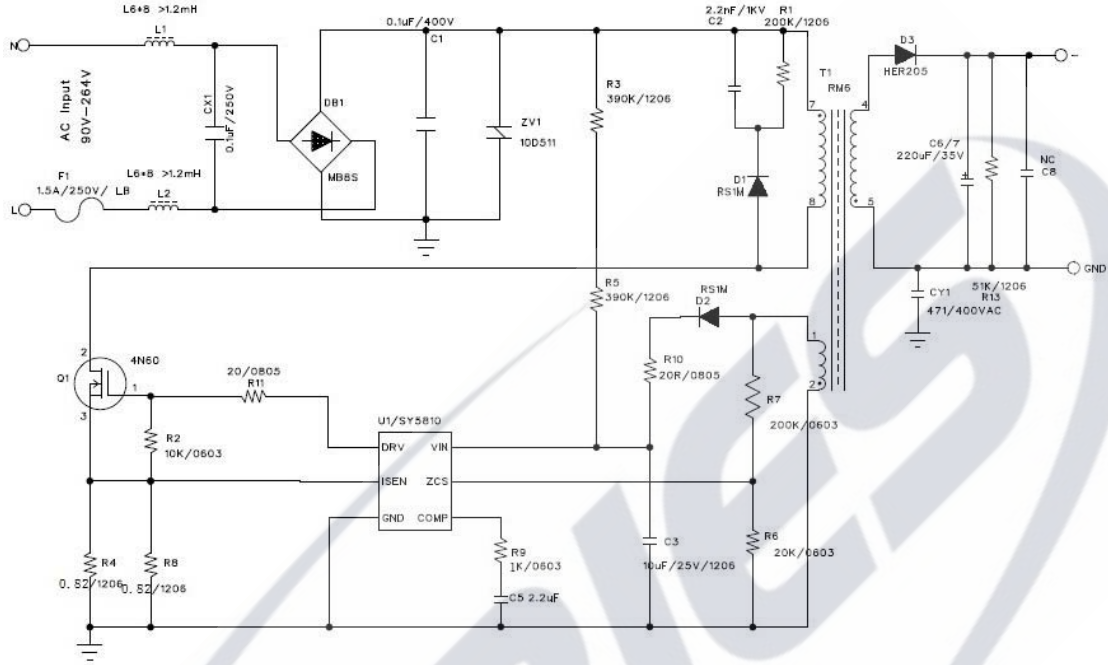 L6*8 >1.2mH
L1
N
AC Input
90V-264V
CX1
0.1uF/250V
F1
1.5A/250V/ LB
L6*8 >1.2mH
L2
L
DB1
MB8S
0.1uF/400V
C1
ZV1
10D511
R3
390K/1206
2.2nF/1KV
C2
R1
200K/1206
D1
RS1M
T1
RM6
7
8
4
5
D3
HER205
C6/7
220uF/35V
+
NC
C8
-
GND
51K/1206
R13
CY1
471/400VAC
R5
390K/1206
RS1M
D2
1
2
R10
20R/0805
R7
200K/0603
2
4N60
Q1
1
3
20/0805
R11
R2
10K/0603
U1/SY5810
DRV
VIN
ISEN
ZCS
GND
COMP
R4
0.82/1206
R8
0.82/1206
R9
1K/0603
C5 2.2uF
C3
10uF/25V/1206
R6
20K/0603
IES